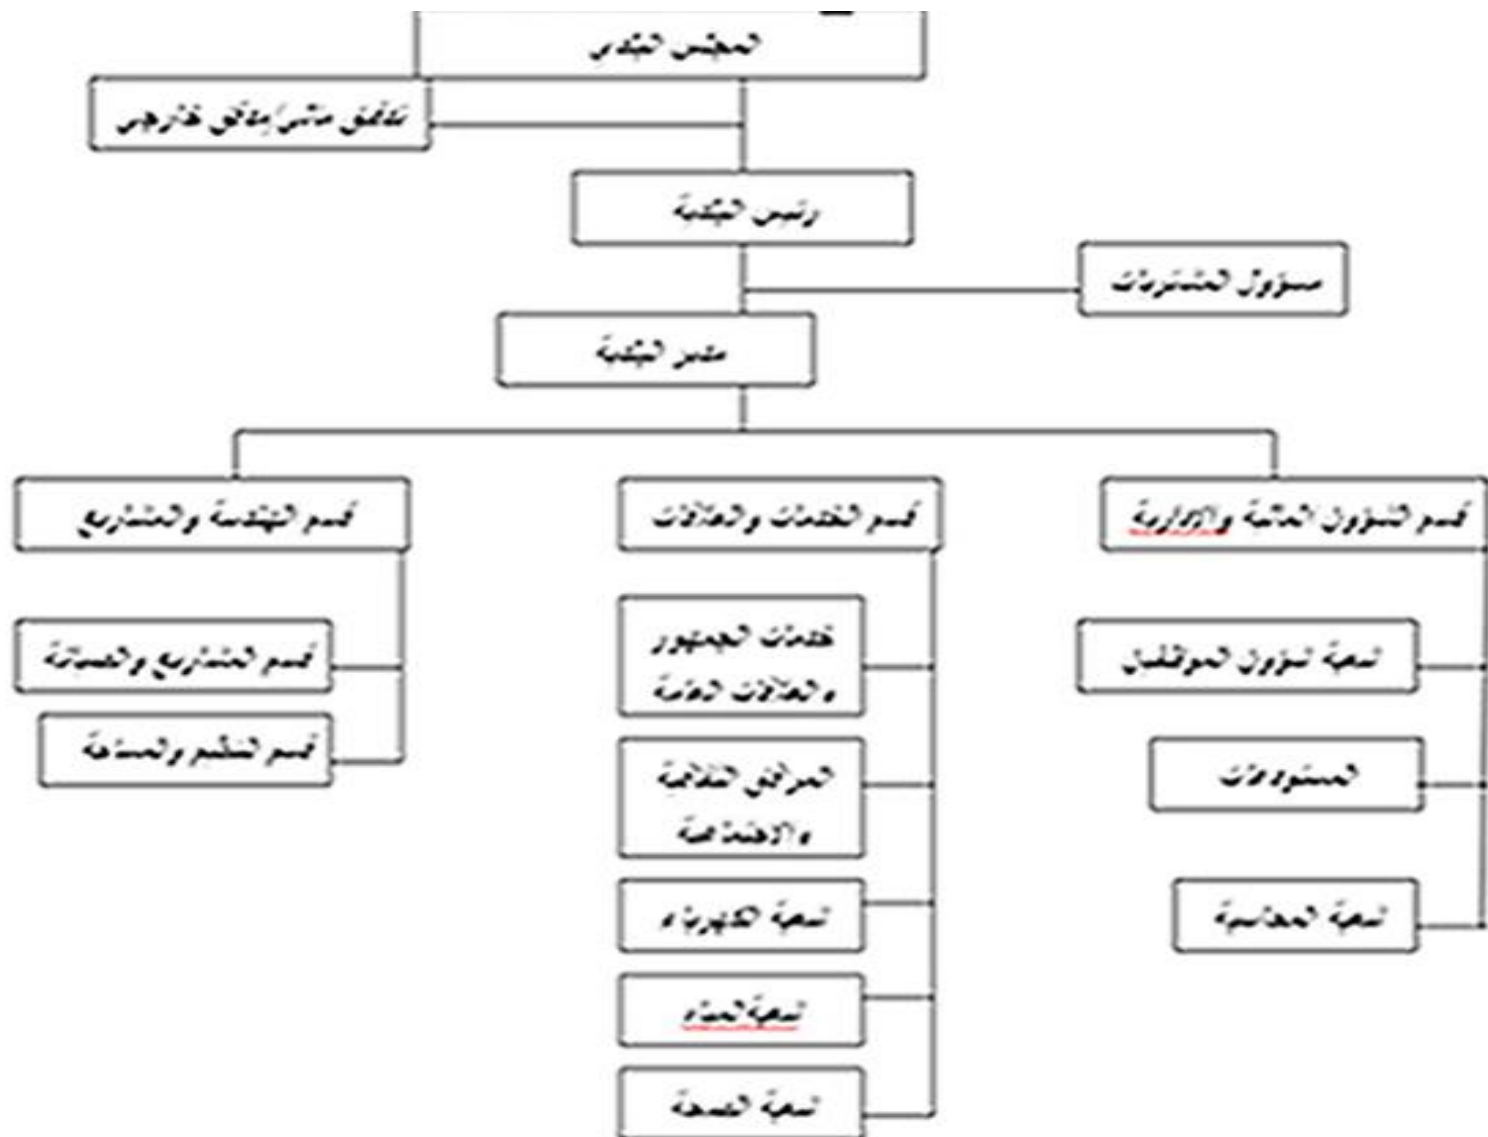 المجلس البلدي
تدقيق مالي/مدقق خارجي
رئيس البلدية
مسؤول المشتريات
مدير البلدية
قسم الشؤون المالية والادارية
قسم الخدمات والعلاقات
قسم الهندسة والمشاريع
شعبة شؤون الموظفين
المستودعات
شعبة المحاسبة
خدمات الجمهور
والعلاقات العامة
المرافق الثقافية
والاجتماعية
شعبة الكهرباء
شعبة المياه
شعبة الصحة
قسم المشاريع والصيانة
قسم التنظيم والمساحة